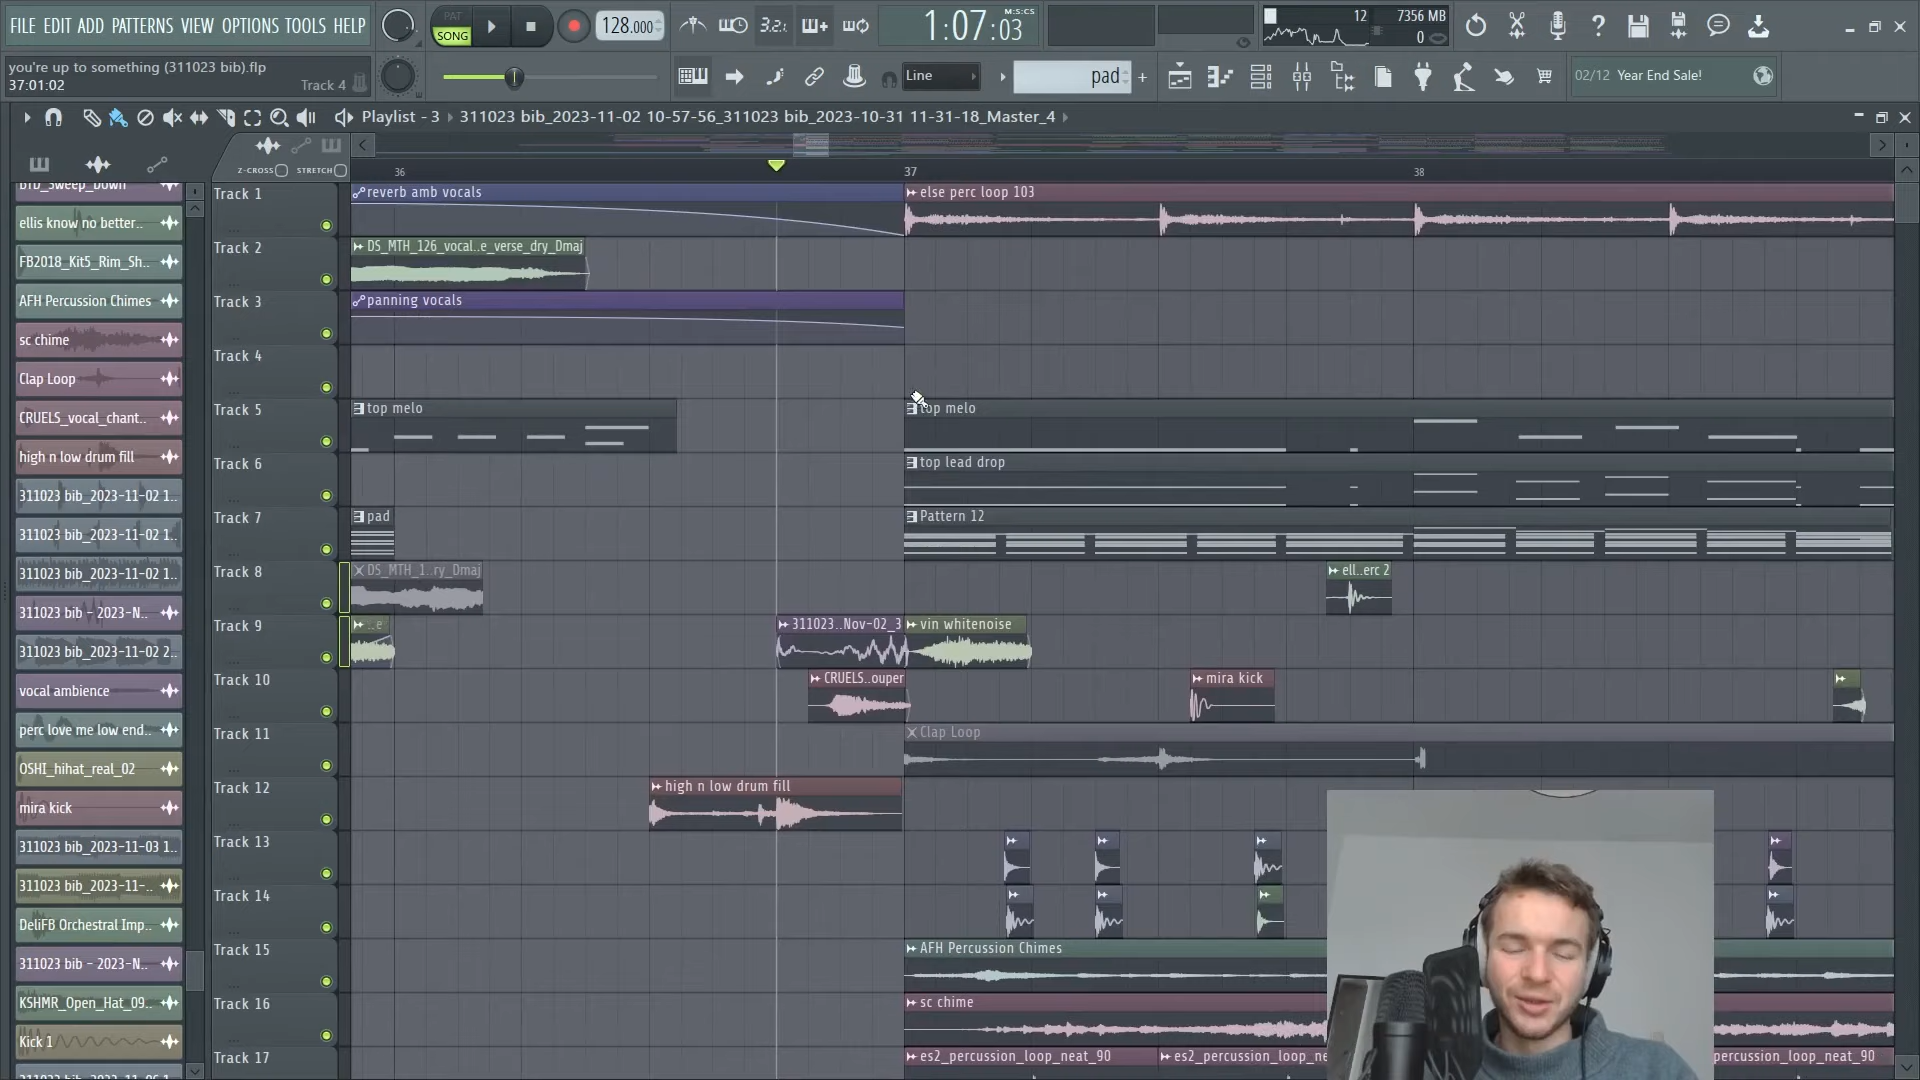 FILE EDIT ADD PATTERNS VIEW OPTIONS TOOLS HELP
PAT
SONG
128.000
3.2.
1:07:03
M:S:CS
12
7356 MB
0
you're up to something (311023 bib).flp
37:01:02
Track 4
Line
pad
02/12 Year End Sale!
Playlist - 3
311023 bib_2023-11-02 10-57-56_311023 bib_2023-10-31 11-31-18_Master_4
Z-CROSS
STRETCH
36
37
38
BTD_Sweep_Down
ellis know no better..
FB2018_Kit5_Rim_Sh..
AFH Percussion Chimes
sc chime
Clap Loop
CRUELS_vocal_chant..
high n low drum fill
311023 bib_2023-11-02 1..
311023 bib_2023-11-02 1..
311023 bib_2023-11-02 1..
311023 bib - 2023-N..
311023 bib_2023-11-02 2..
vocal ambience
perc love me low end..
OSHI_hihat_real_02
mira kick
311023 bib_2023-11-03 1..
311023 bib_2023-11-..
DeliFB Orchestral Imp..
311023 bib - 2023-N..
KSHMR_Open_Hat_09..
Kick 1
Track 1
reverb amb vocals
else perc loop 103
Track 2
DS_MTH_126_vocal..e_verse_dry_Dmaj
Track 3
panning vocals
Track 4
Track 5
top melo
top melo
Track 6
top lead drop
Track 7
pad
Pattern 12
Track 8
DS_MTH_1..ry_Dmaj
ell..erc 2
Track 9
..e
311023..Nov-02_3
vin whitenoise
Track 10
CRUELS..ouper
mira kick
Track 11
Clap Loop
Track 12
high n low drum fill
Track 13
Track 14
Track 15
AFH Percussion Chimes
Track 16
sc chime
Track 17
es2_percussion_loop_neat_90
es2_percussion_loop_ne
percussion_loop_neat_90